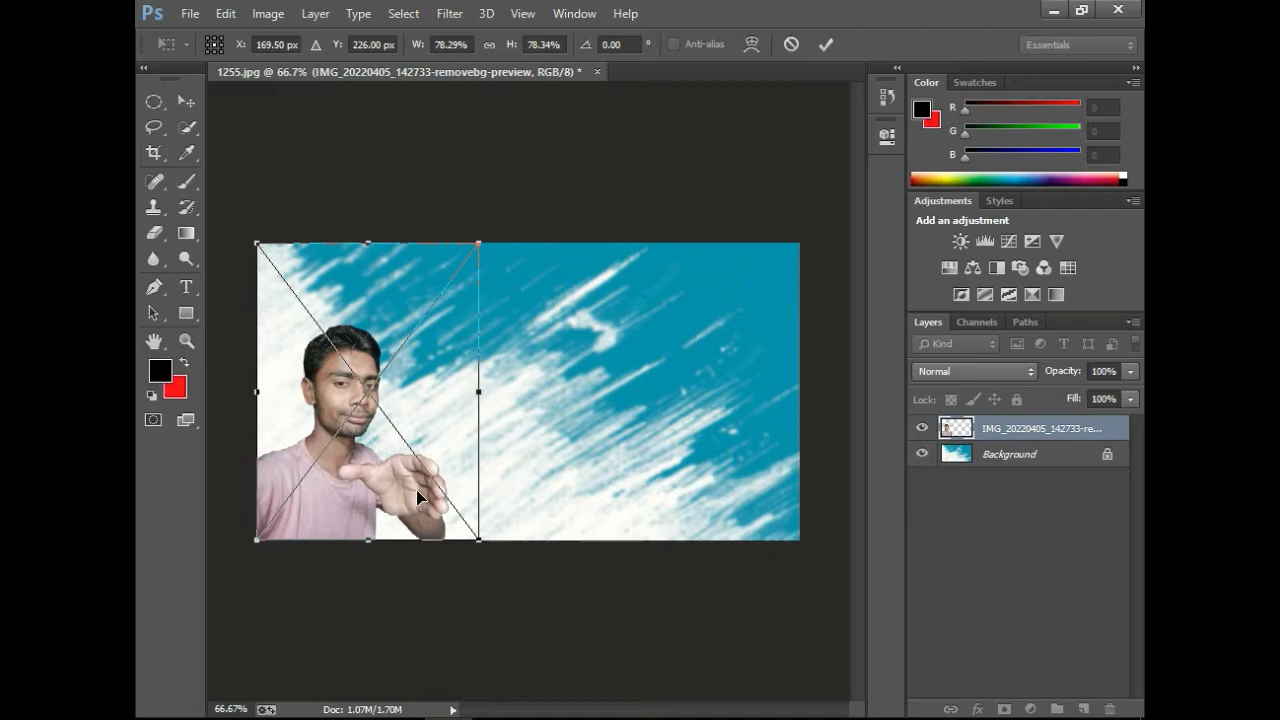 Ps File Edit Image Layer Type Select Filter 3D View Window Help
X: 169.50 px Y: 226.00 px W: 78.29% H: 78.34% 0.00 ° Anti-alias Essentials
1255.jpg @ 66.7% (IMG_20220405_142733-removebg-preview, RGB/8) * ×
Color Swatches
R 0
G 0
B 0
Adjustments Styles
Add an adjustment
Layers Channels Paths
Kind
Normal Opacity: 100%
Lock: Fill: 100%
IMG_20220405_142733-re...
Background
66.67% Doc: 1.07M/1.70M